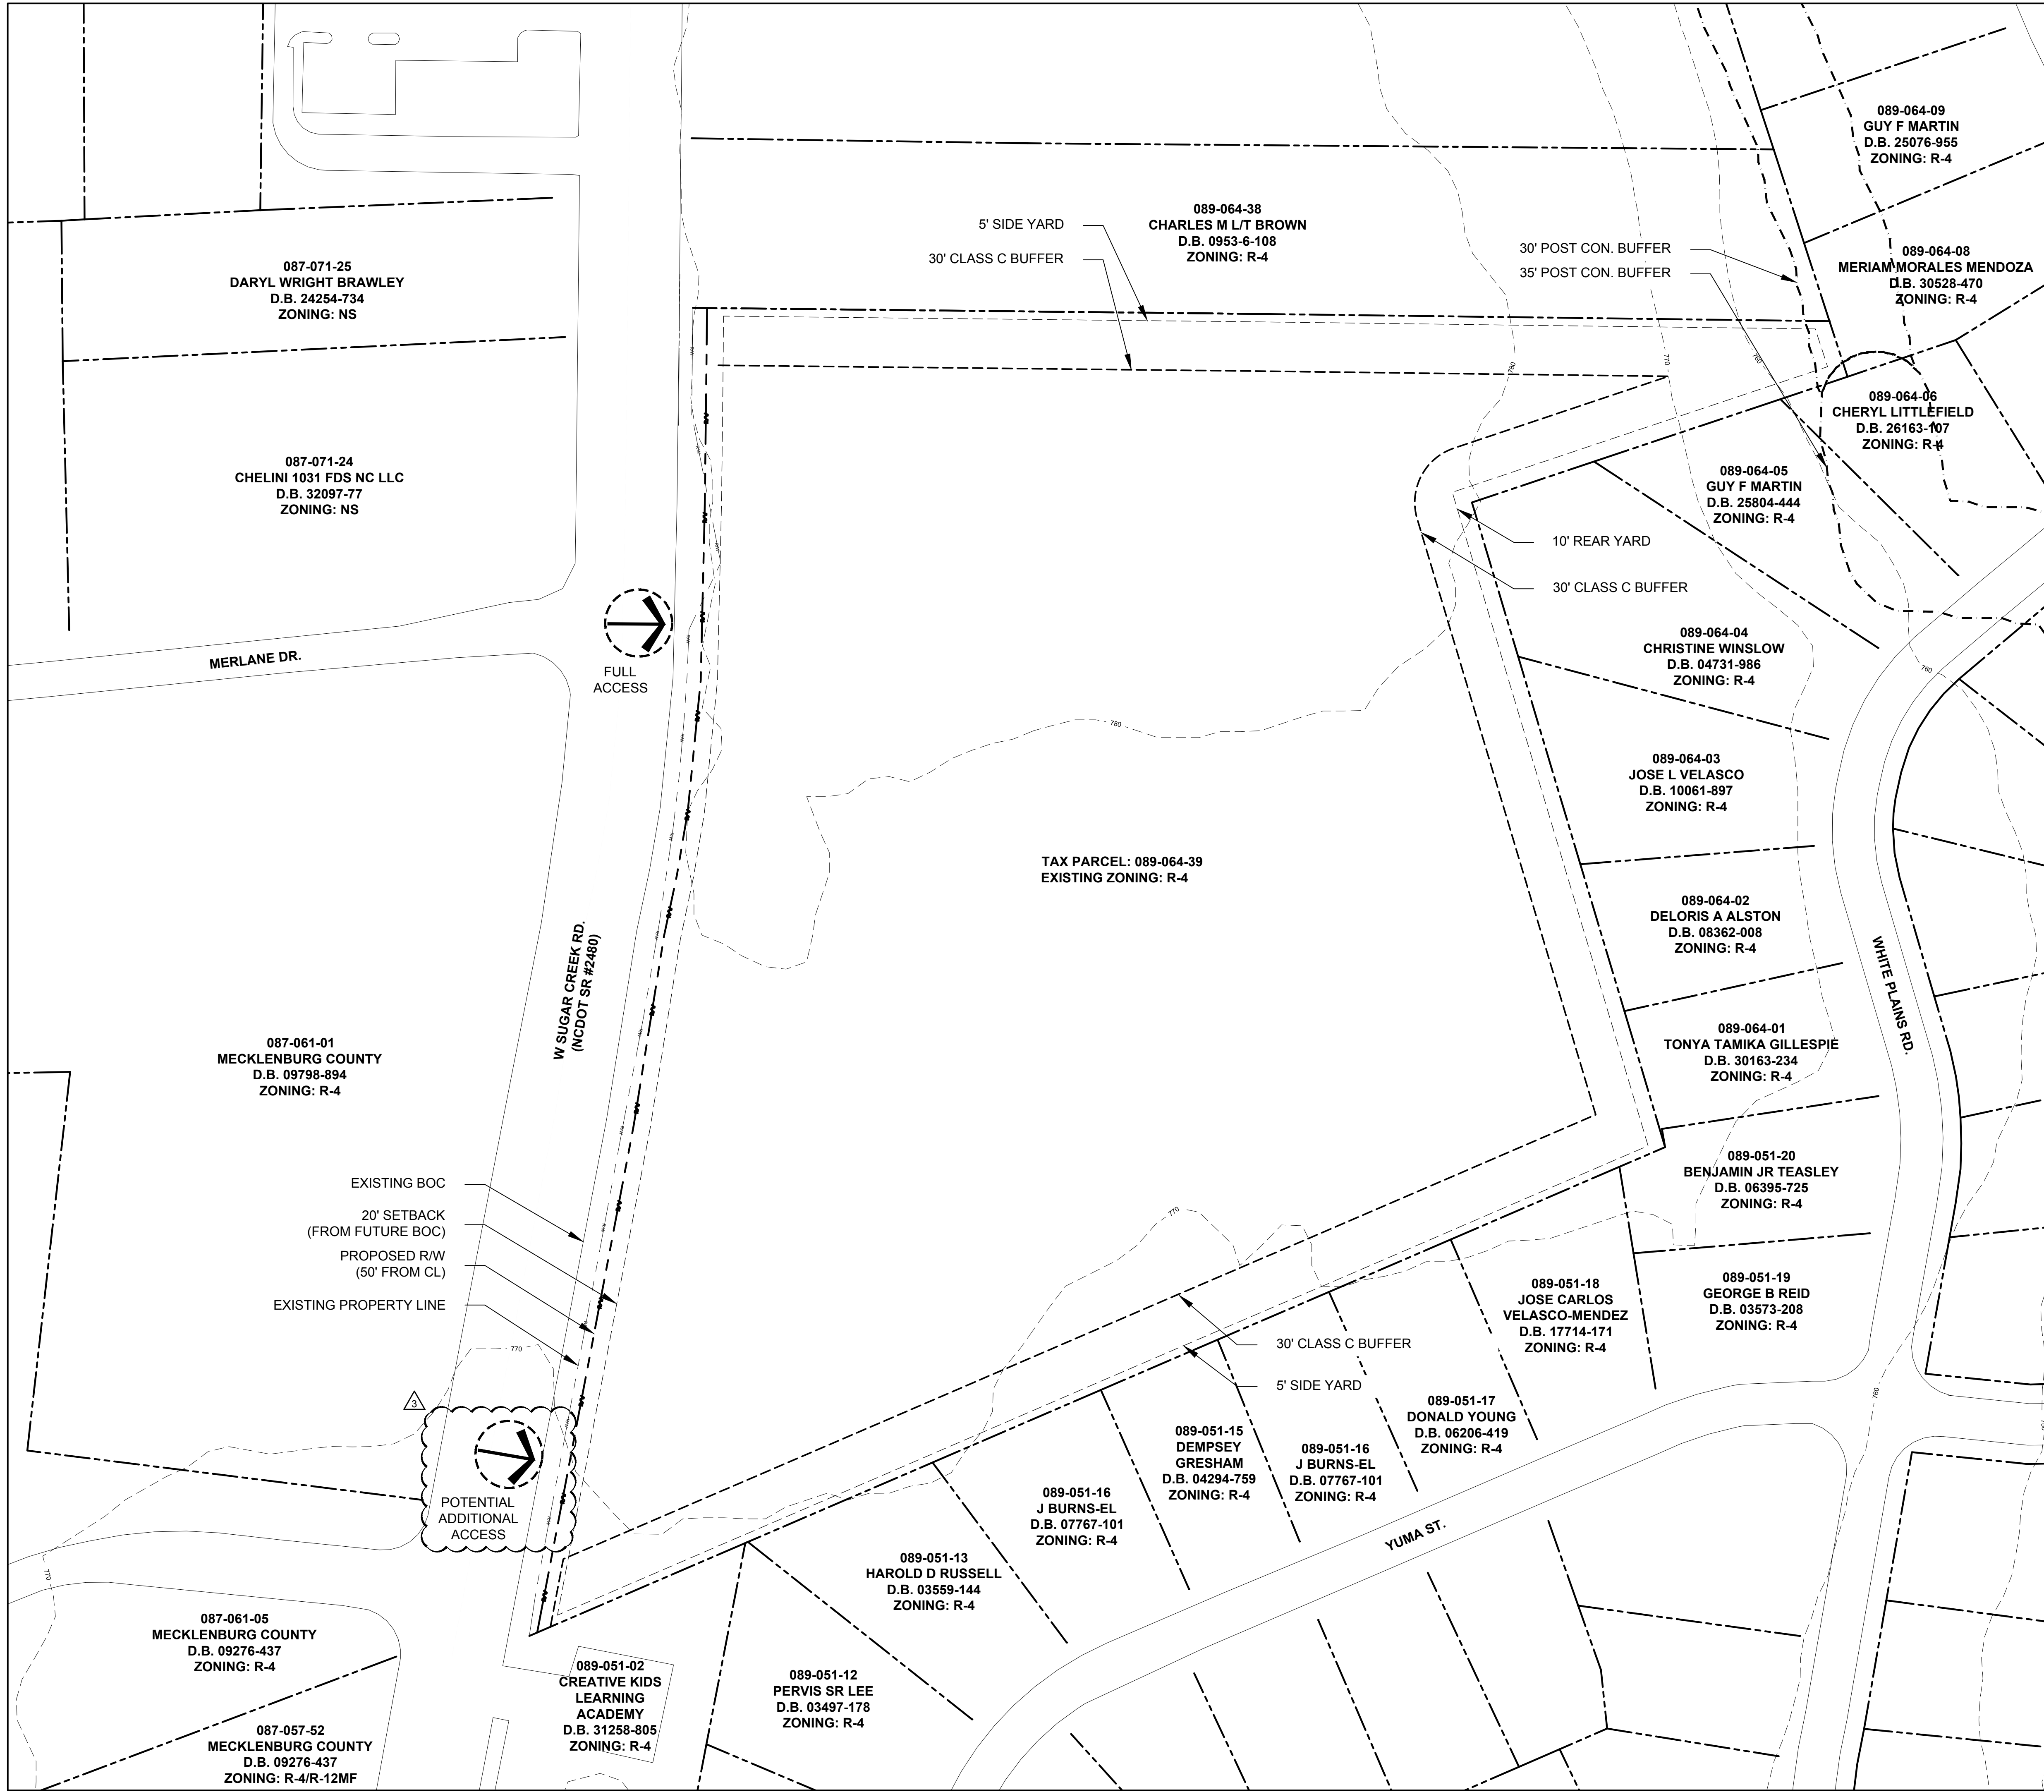 089-064-09
GUY F MARTIN
D.B. 25076-955
ZONING: R-4
089-064-38
CHARLES M L/T BROWN
D.B. 0953-6-108
ZONING: R-4
5' SIDE YARD
30' CLASS C BUFFER
30' POST CON. BUFFER
35' POST CON. BUFFER
089-064-08
MERIAM MORALES MENDOZA
D.B. 30528-470
ZONING: R-4
087-071-25
DARYL WRIGHT BRAWLEY
D.B. 24254-734
ZONING: NS
760
770
760
089-064-06
CHERYL LITTLEFIELD
D.B. 26163-107
ZONING: R-4
087-071-24
CHELINI 1031 FDS NC LLC
D.B. 32097-77
ZONING: NS
089-064-05
GUY F MARTIN
D.B. 25804-444
ZONING: R-4
10' REAR YARD
30' CLASS C BUFFER
089-064-04
CHRISTINE WINSLOW
D.B. 04731-986
ZONING: R-4
MERLANE DR.
FULL
ACCESS
760
780
089-064-03
JOSE L VELASCO
D.B. 10061-897
ZONING: R-4
TAX PARCEL: 089-064-39
EXISTING ZONING: R-4
089-064-02
DELORIS A ALSTON
D.B. 08362-008
ZONING: R-4
W SUGAR CREEK RD.
(NCDOT SR #2480)
WHITE PLAINS RD.
087-061-01
MECKLENBURG COUNTY
D.B. 09798-894
ZONING: R-4
089-064-01
TONYA TAMIKA GILLESPIE
D.B. 30163-234
ZONING: R-4
089-051-20
BENJAMIN JR TEASLEY
D.B. 06395-725
ZONING: R-4
EXISTING BOC
20' SETBACK
(FROM FUTURE BOC)
PROPOSED R/W
(50' FROM CL)
EXISTING PROPERTY LINE
770
089-051-18
JOSE CARLOS
VELASCO-MENDEZ
D.B. 17714-171
ZONING: R-4
089-051-19
GEORGE B REID
D.B. 03573-208
ZONING: R-4
30' CLASS C BUFFER
5' SIDE YARD
770
760
3
089-051-17
DONALD YOUNG
D.B. 06206-419
ZONING: R-4
089-051-15
DEMPSEY
GRESHAM
D.B. 04294-759
ZONING: R-4
089-051-16
J BURNS-EL
D.B. 07767-101
ZONING: R-4
089-051-16
J BURNS-EL
D.B. 07767-101
ZONING: R-4
POTENTIAL
ADDITIONAL
ACCESS
YUMA ST.
089-051-13
HAROLD D RUSSELL
D.B. 03559-144
ZONING: R-4
770
087-061-05
MECKLENBURG COUNTY
D.B. 09276-437
ZONING: R-4
089-051-02
CREATIVE KIDS
LEARNING
ACADEMY
D.B. 31258-805
ZONING: R-4
089-051-12
PERVIS SR LEE
D.B. 03497-178
ZONING: R-4
087-057-52
MECKLENBURG COUNTY
D.B. 09276-437
ZONING: R-4/R-12MF